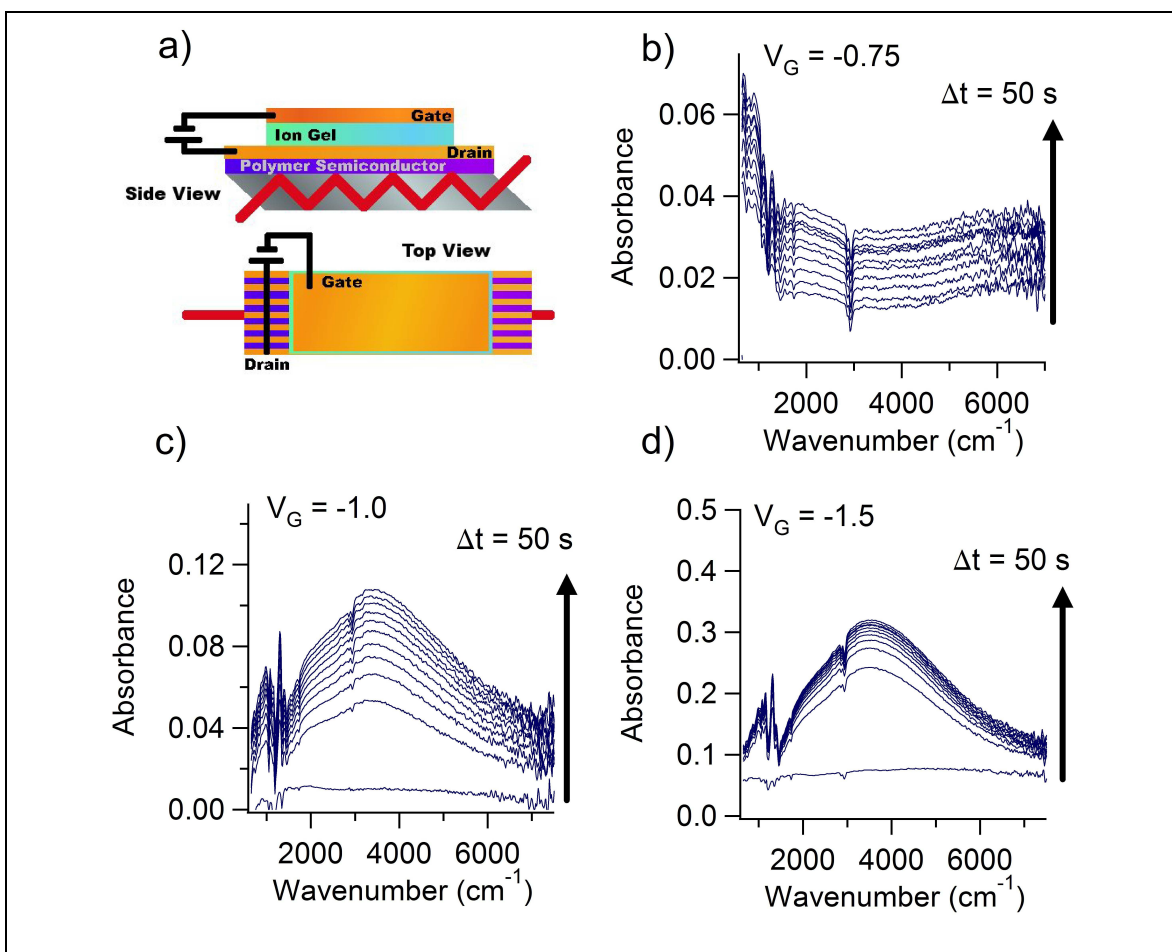 a)
Gate
Ion Gel
Drain
Polymer Semiconductor
Side View
Top View
Gate
Drain
b)
V_G = -0.75
Δt = 50 s
Absorbance
0.06
0.04
0.02
0.00
2000 4000 6000
Wavenumber (cm⁻¹)
c)
V_G = -1.0
Δt = 50 s
Absorbance
0.12
0.08
0.04
0.00
2000 4000 6000
Wavenumber (cm⁻¹)
d)
V_G = -1.5
Δt = 50 s
Absorbance
0.5
0.4
0.3
0.2
0.1
0.0
2000 4000 6000
Wavenumber (cm⁻¹)